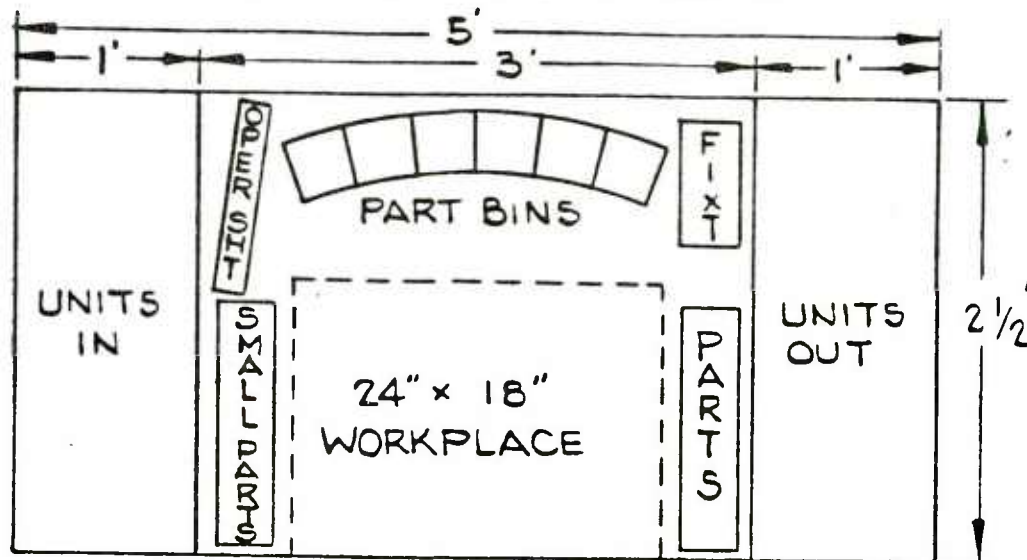 5'
1'
3'
1'
OPER SHT
PART BINS
FIXT
UNITS
IN
SMALL PARTS
24" x 18"
WORKPLACE
PARTS
UNITS
OUT
2 1/2'